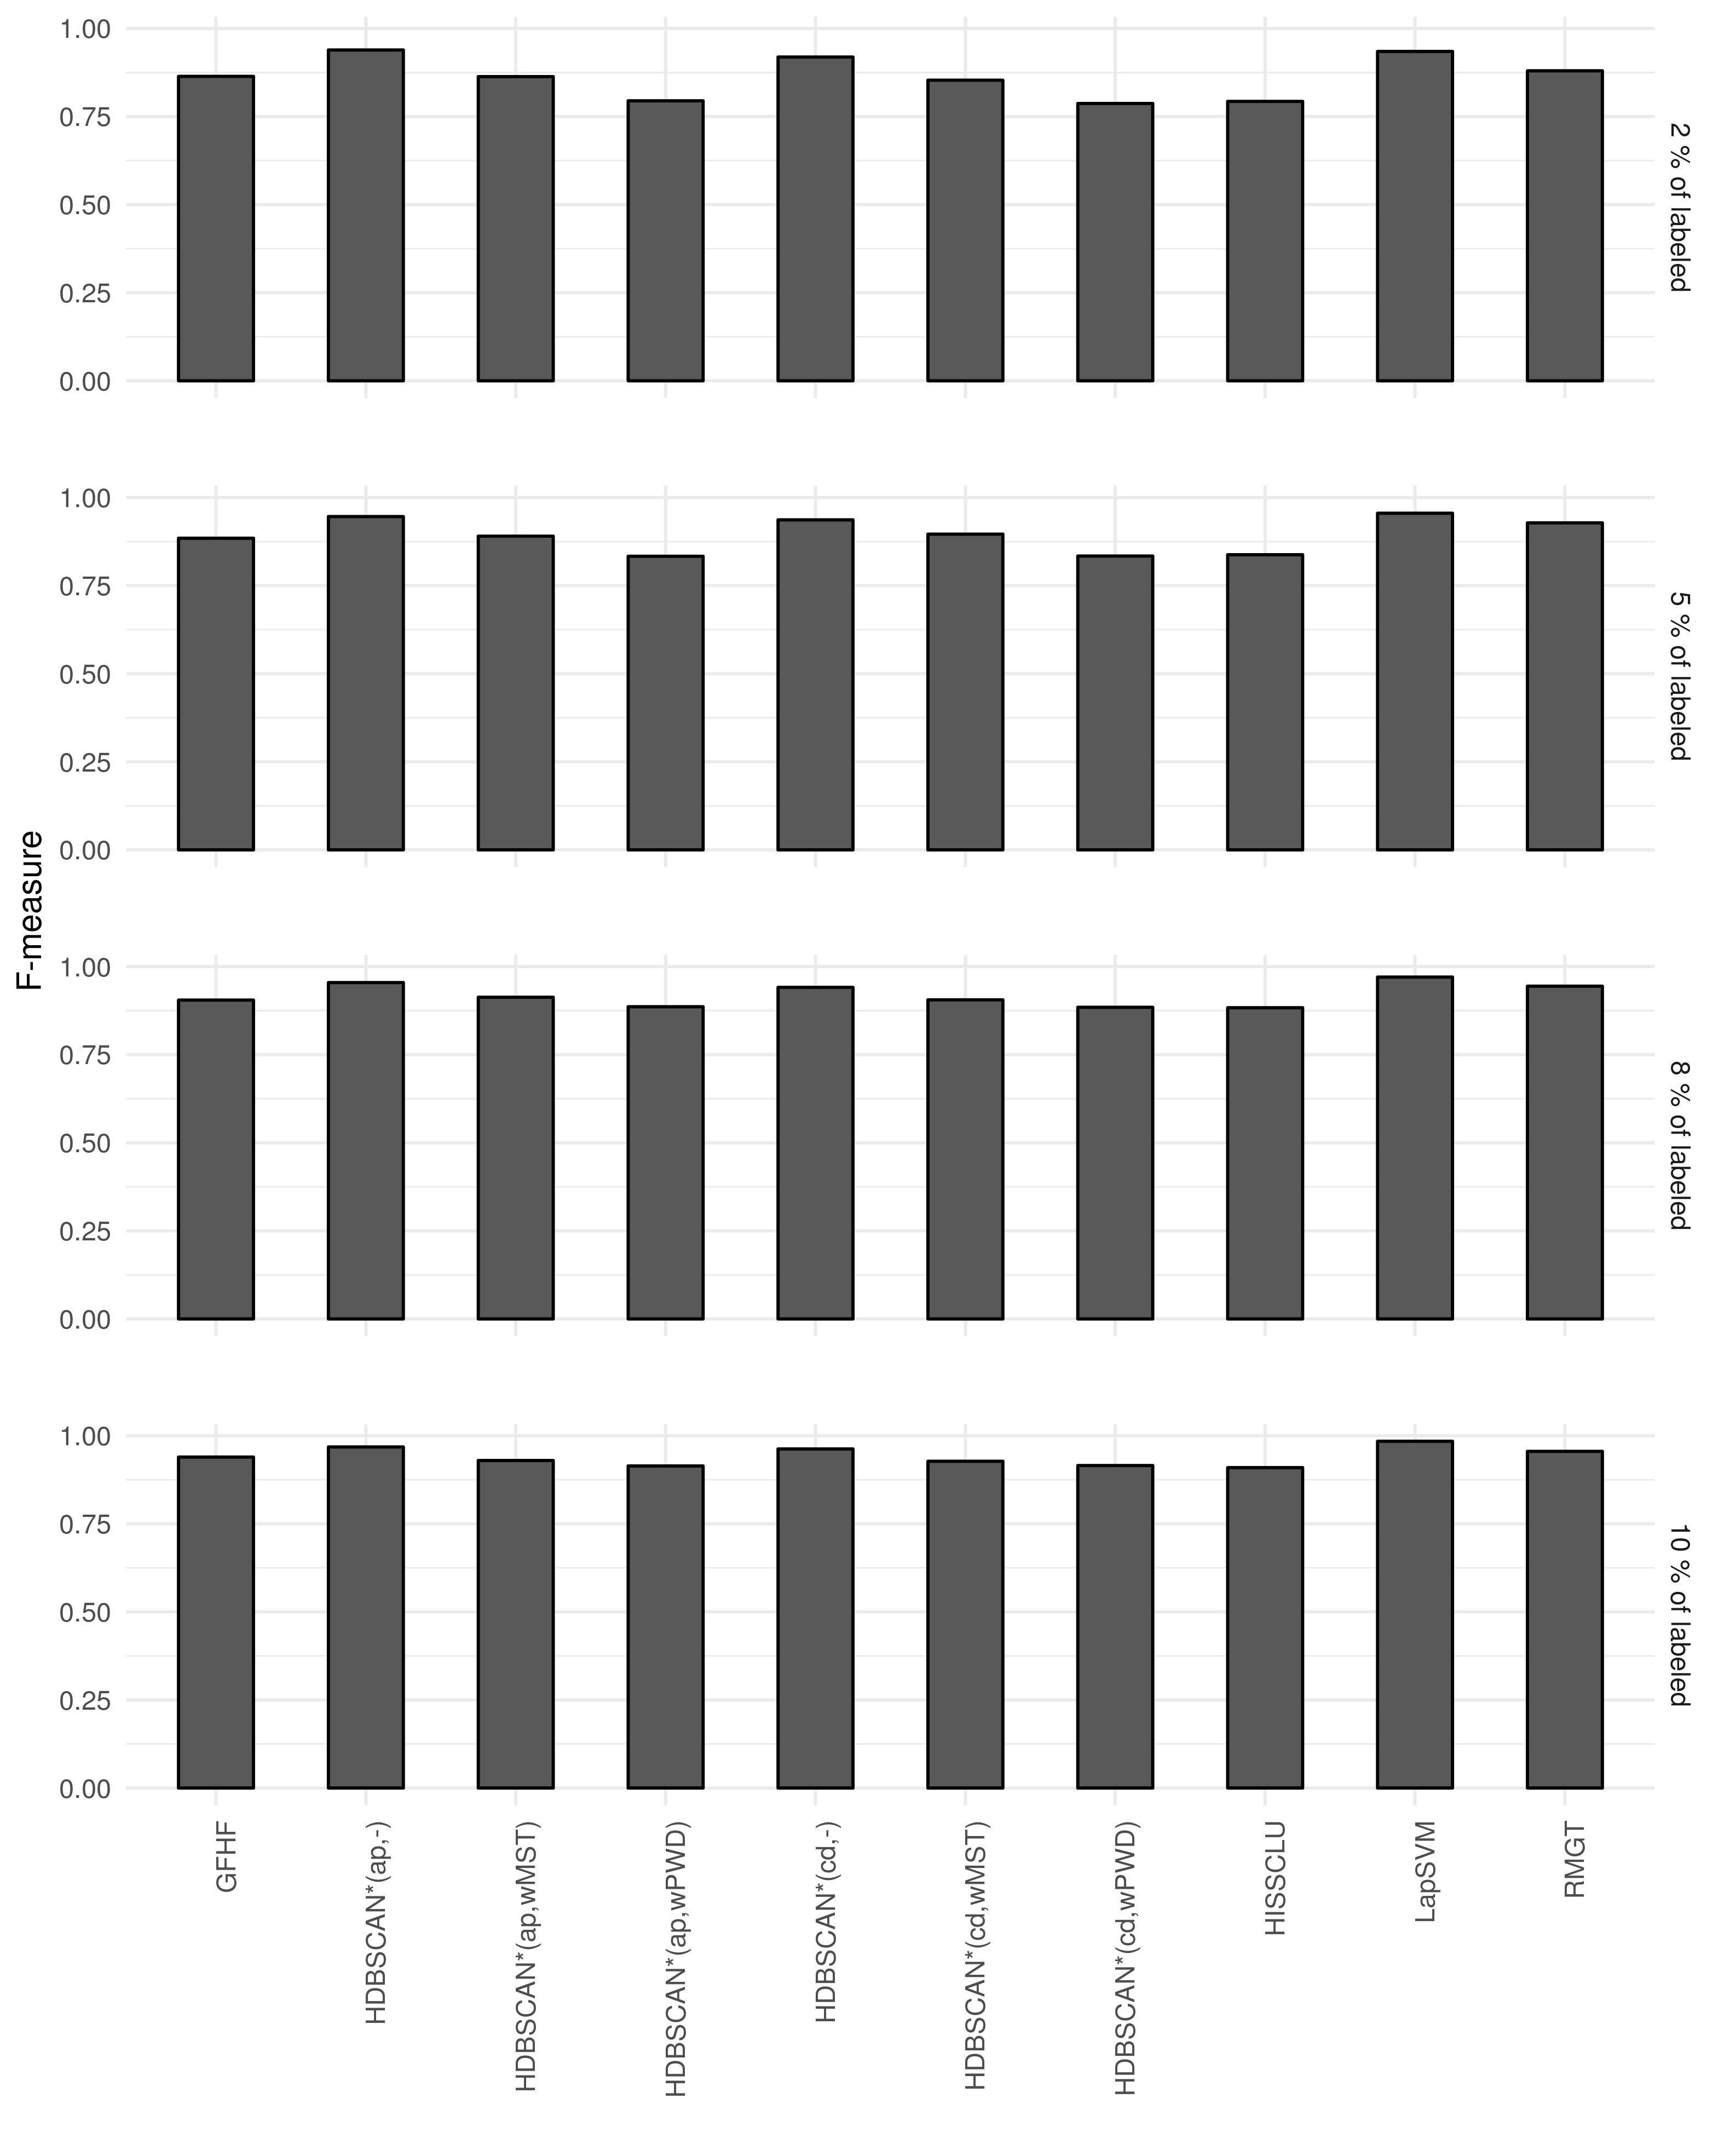 F-measure
1.00
0.75
0.50
0.25
0.00
2 % of labeled
1.00
0.75
0.50
0.25
0.00
5 % of labeled
1.00
0.75
0.50
0.25
0.00
8 % of labeled
1.00
0.75
0.50
0.25
0.00
10 % of labeled
GFHF
HDBSCAN*(ap,-)
HDBSCAN*(ap,wMST)
HDBSCAN*(ap,wPWD)
HDBSCAN*(cd,-)
HDBSCAN*(cd,wMST)
HDBSCAN*(cd,wPWD)
HISSCLU
LapSVM
RMGT